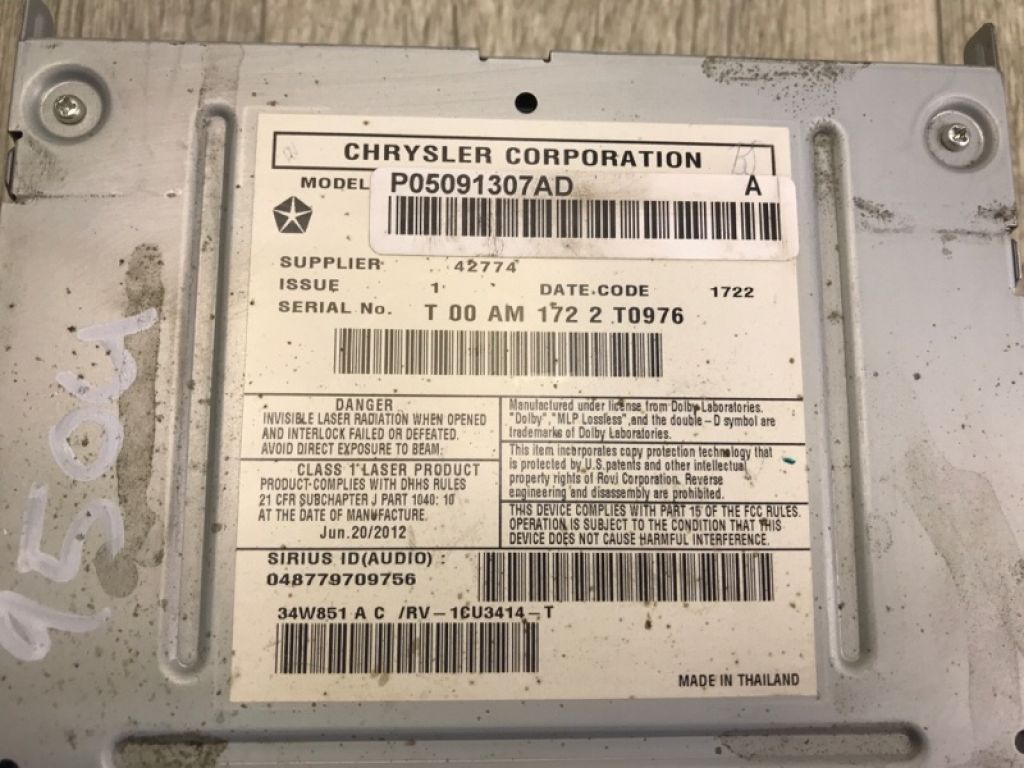 CHRYSLER CORPORATION
MODEL P05091307AD A
SUPPLIER 42774
ISSUE 1 DATE CODE 1722
SERIAL No. T 00 AM 172 2 T0976
DANGER
INVISIBLE LASER RADIATION WHEN OPENED
AND INTERLOCK FAILED OR DEFEATED.
AVOID DIRECT EXPOSURE TO BEAM.
CLASS 1 LASER PRODUCT
PRODUCT COMPLIES WITH DHHS RULES
21 CFR SUBCHAPTER J PART 1040: 10
AT THE DATE OF MANUFACTURE.
Jun.20/2012
Manufactured under license from Dolby Laboratories.
"Dolby", "MLP Lossless", and the double-D symbol are
trademarks of Dolby Laboratories.
This item incorporates copy protection technology that
is protected by U.S. patents and other intellectual
property rights of Rovi Corporation. Reverse
engineering and disassembly are prohibited.
THIS DEVICE COMPLIES WITH PART 15 OF THE FCC RULES.
OPERATION IS SUBJECT TO THE CONDITION THAT THIS
DEVICE DOES NOT CAUSE HARMFUL INTERFERENCE.
SIRIUS ID(AUDIO) :
048779709756
34W851 A C /RV-1CU3414-T
MADE IN THAILAND